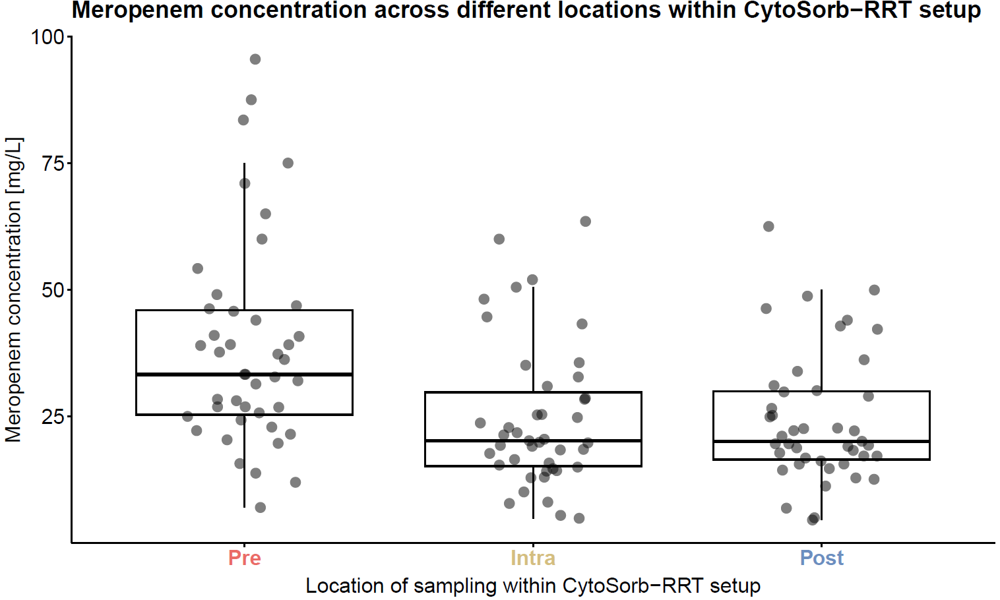 Meropenem concentration across different locations within CytoSorb−RRT setup
Meropenem concentration [mg/L]
100
75
50
25
Pre Intra Post
Location of sampling within CytoSorb−RRT setup